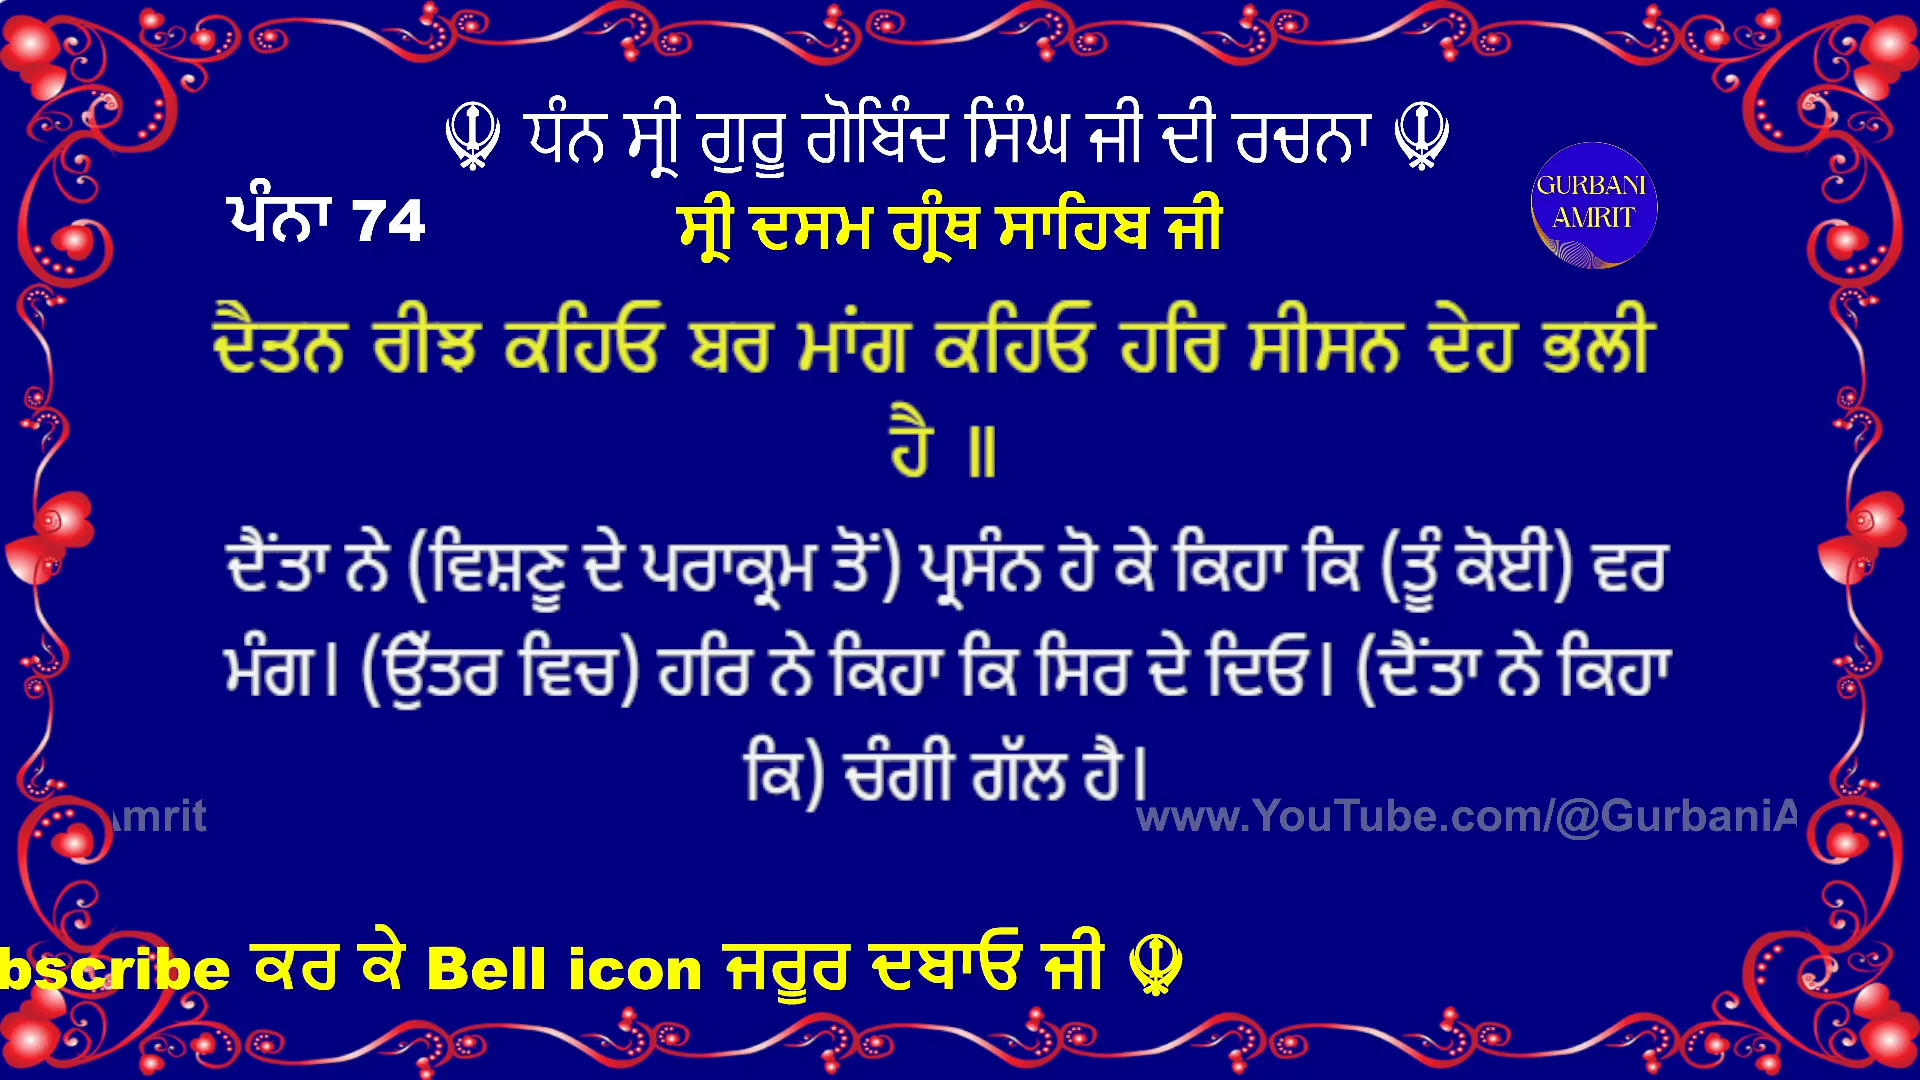 ☬ ਧੰਨ ਸ੍ਰੀ ਗੁਰੂ ਗੋਬਿੰਦ ਸਿੰਘ ਜੀ ਦੀ ਰਚਨਾ ☬
GURBANI
AMRIT
ਪੰਨਾ 74
ਸ੍ਰੀ ਦਸਮ ਗ੍ਰੰਥ ਸਾਹਿਬ ਜੀ
ਦੈਤਨ ਰੀਝ ਕਹਿਓ ਬਰ ਮਾਂਗ ਕਹਿਓ ਹਰਿ ਸੀਸਨ ਦੇਹ ਭਲੀ
ਹੈ ॥
ਦੈਂਤਾ ਨੇ (ਵਿਸ਼ਣੂ ਦੇ ਪਰਾਕ੍ਰਮ ਤੋਂ) ਪ੍ਰਸੰਨ ਹੋ ਕੇ ਕਿਹਾ ਕਿ (ਤੂੰ ਕੋਈ) ਵਰ
ਮੰਗ। (ਉੱਤਰ ਵਿਚ) ਹਰਿ ਨੇ ਕਿਹਾ ਕਿ ਸਿਰ ਦੇ ਦਿਓ। (ਦੈਂਤਾ ਨੇ ਕਿਹਾ
ਕਿ) ਚੰਗੀ ਗੱਲ ਹੈ।
Amrit
www.YouTube.com/@GurbaniA
bscribe ਕਰ ਕੇ Bell icon ਜਰੂਰ ਦਬਾਓ ਜੀ ☬